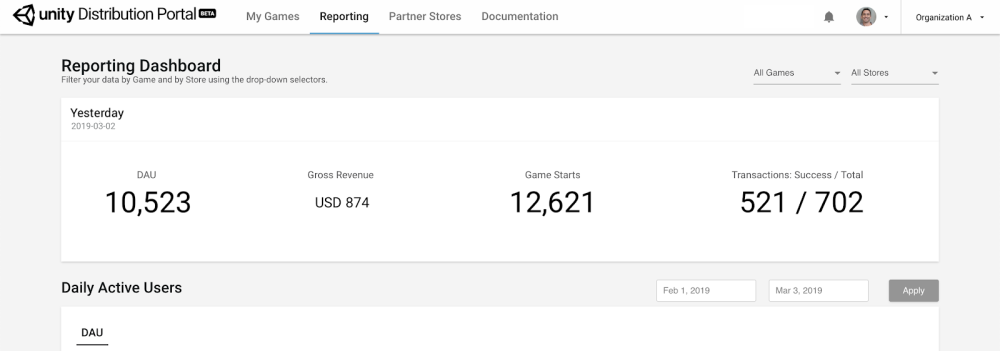 unity Distribution Portal BETA My Games Reporting Partner Stores Documentation Organization A
Reporting Dashboard
Filter your data by Game and by Store using the drop-down selectors.
All Games All Stores
Yesterday
2019-03-02
DAU Gross Revenue Game Starts Transactions: Success / Total
10,523 USD 874 12,621 521 / 702
Daily Active Users Feb 1, 2019 Mar 3, 2019 Apply
DAU